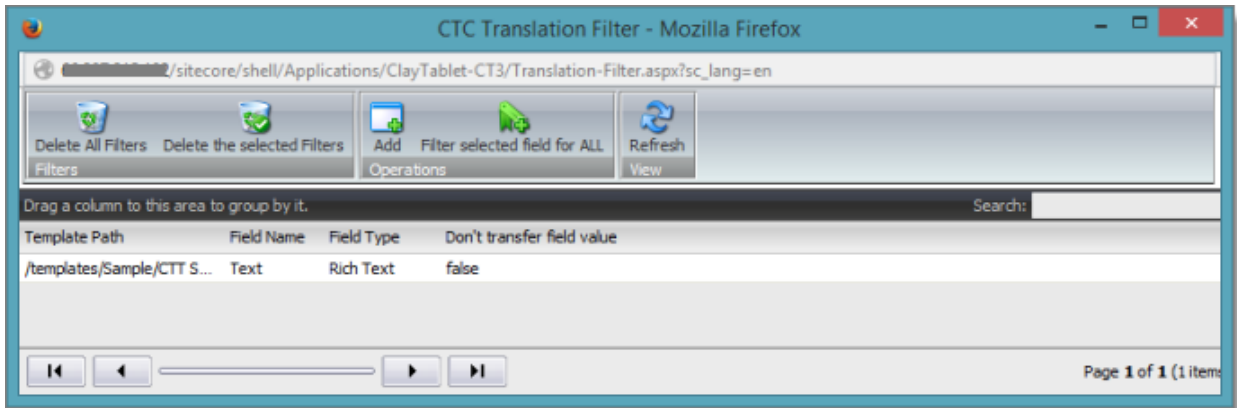 CTC Translation Filter - Mozilla Firefox
/sitecore/shell/Applications/ClayTablet-CT3/Translation-Filter.aspx?sc_lang=en
Delete All Filters Delete the selected Filters Add Filter selected field for ALL Refresh
Filters Operations View
Drag a column to this area to group by it. Search:
Template Path Field Name Field Type Don't transfer field value
/templates/Sample/CTT S... Text Rich Text false
Page 1 of 1 (1 items